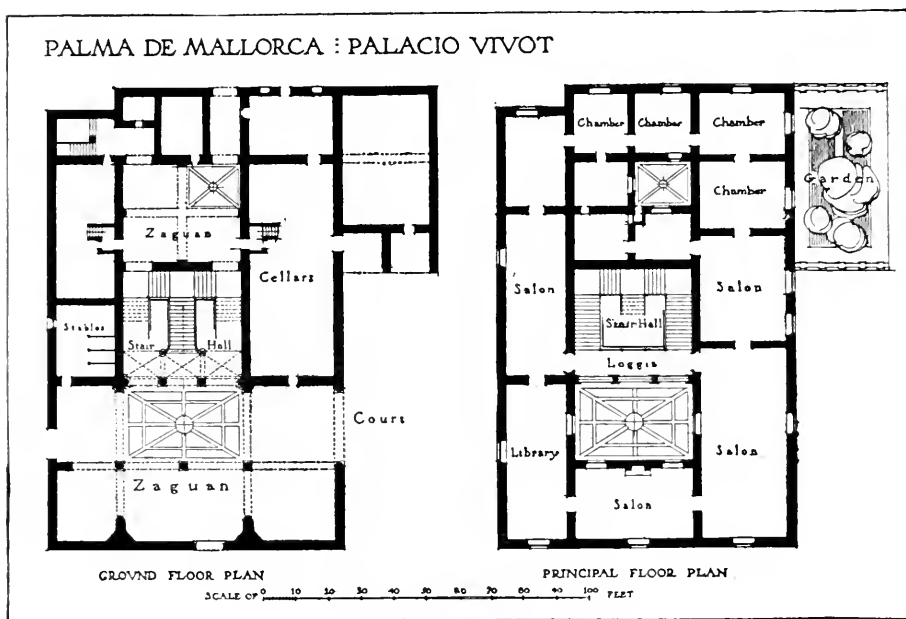 PALMA DE MALLORCA : PALACIO VIVOT
Zaguan
Cellars
Stables
Stair Hall
Court
Zaguan
GROVND FLOOR PLAN
Chamber Chamber Chamber
Garden
Chamber
Salon
Salon
Stair Hall
Loggia
Library
Salon
Salon
PRINCIPAL FLOOR PLAN
SCALE OF 0 10 20 30 40 50 60 70 80 90 100 FEET